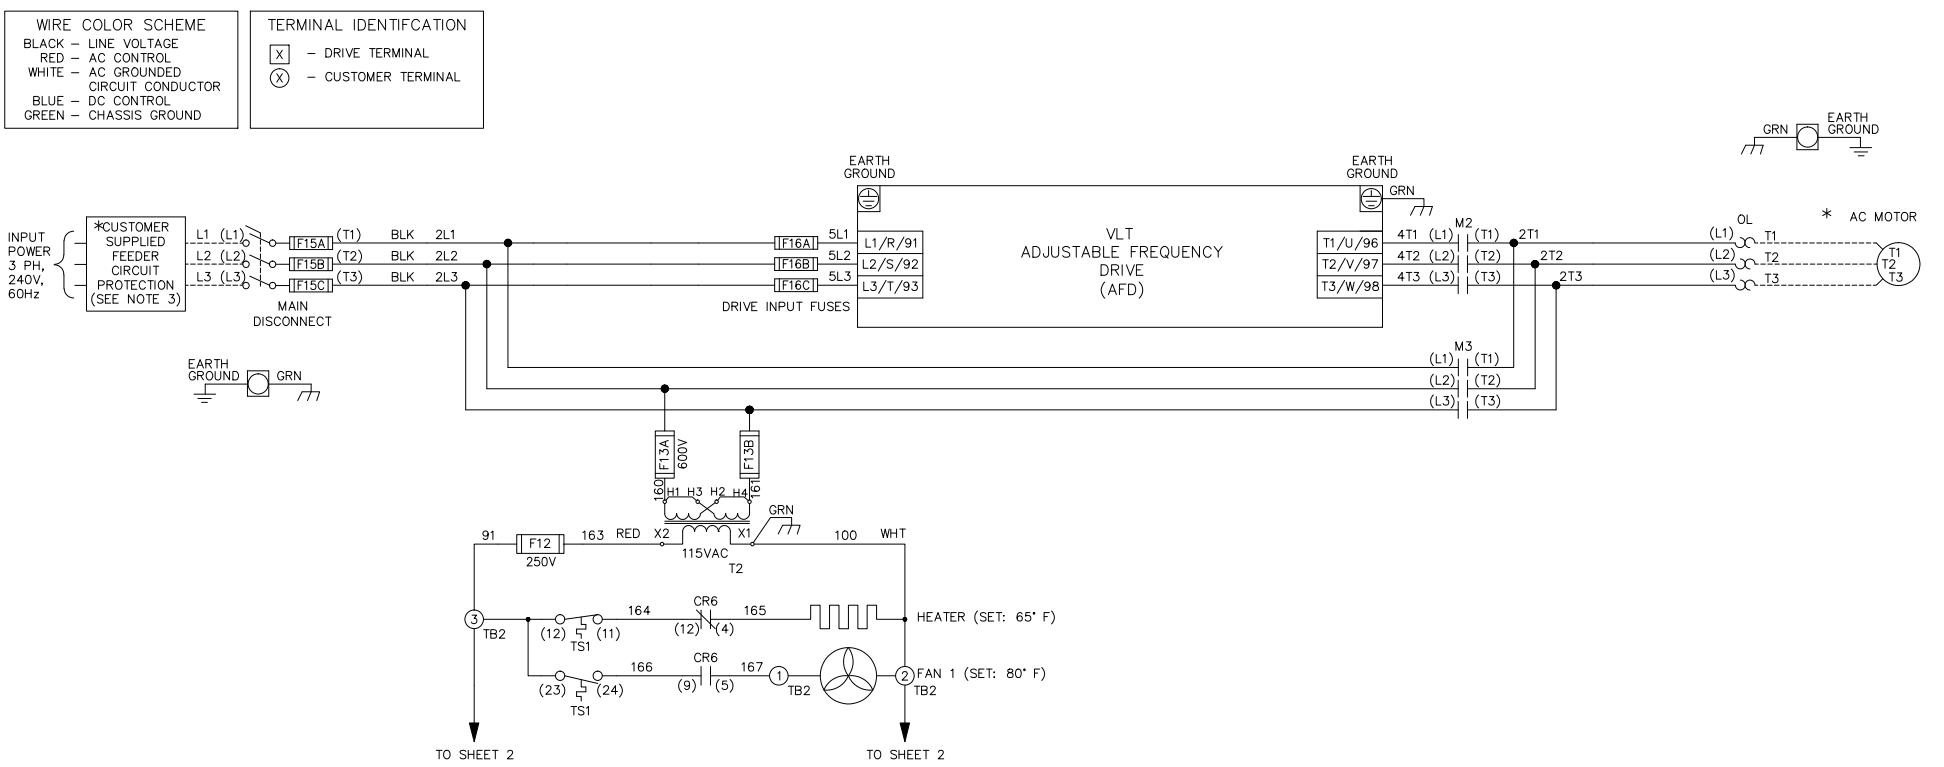 WIRE COLOR SCHEME
BLACK – LINE VOLTAGE
RED – AC CONTROL
WHITE – AC GROUNDED
CIRCUIT CONDUCTOR
BLUE – DC CONTROL
GREEN – CHASSIS GROUND
TERMINAL IDENTIFCATION
X – DRIVE TERMINAL
X – CUSTOMER TERMINAL
GRN
EARTH
GROUND
EARTH
GROUND
EARTH
GROUND
GRN
INPUT
POWER
3 PH,
240V,
60Hz
*CUSTOMER
SUPPLIED
FEEDER
CIRCUIT
PROTECTION
(SEE NOTE 3)
L1 (L1) F15A (T1) BLK 2L1 F16A 5L1 L1/R/91
L2 (L2) F15B (T2) BLK 2L2 F16B 5L2 L2/S/92
L3 (L3) F15C (T3) BLK 2L3 F16C 5L3 L3/T/93
MAIN
DISCONNECT
DRIVE INPUT FUSES
VLT
ADJUSTABLE FREQUENCY
DRIVE
(AFD)
M2
OL
* AC MOTOR
T1/U/96 4T1 (L1) (T1) 2T1 (L1) T1 T1
T2/V/97 4T2 (L2) (T2) 2T2 (L2) T2 T2
T3/W/98 4T3 (L3) (T3) 2T3 (L3) T3 T3
M3
(L1) (T1)
(L2) (T2)
(L3) (T3)
EARTH
GROUND
GRN
F13A
600V
F13B
160
161
H1 H3 H2 H4
GRN
91 F12 163 RED X2 X1 100 WHT
250V
115VAC
T2
3
TB2
(12) (11)
TS1
164
CR6
(12) (4)
165
HEATER (SET: 65° F)
(23) (24)
TS1
166
CR6
(9) (5)
167
1
TB2
2
TB2
FAN 1 (SET: 80° F)
TO SHEET 2
TO SHEET 2